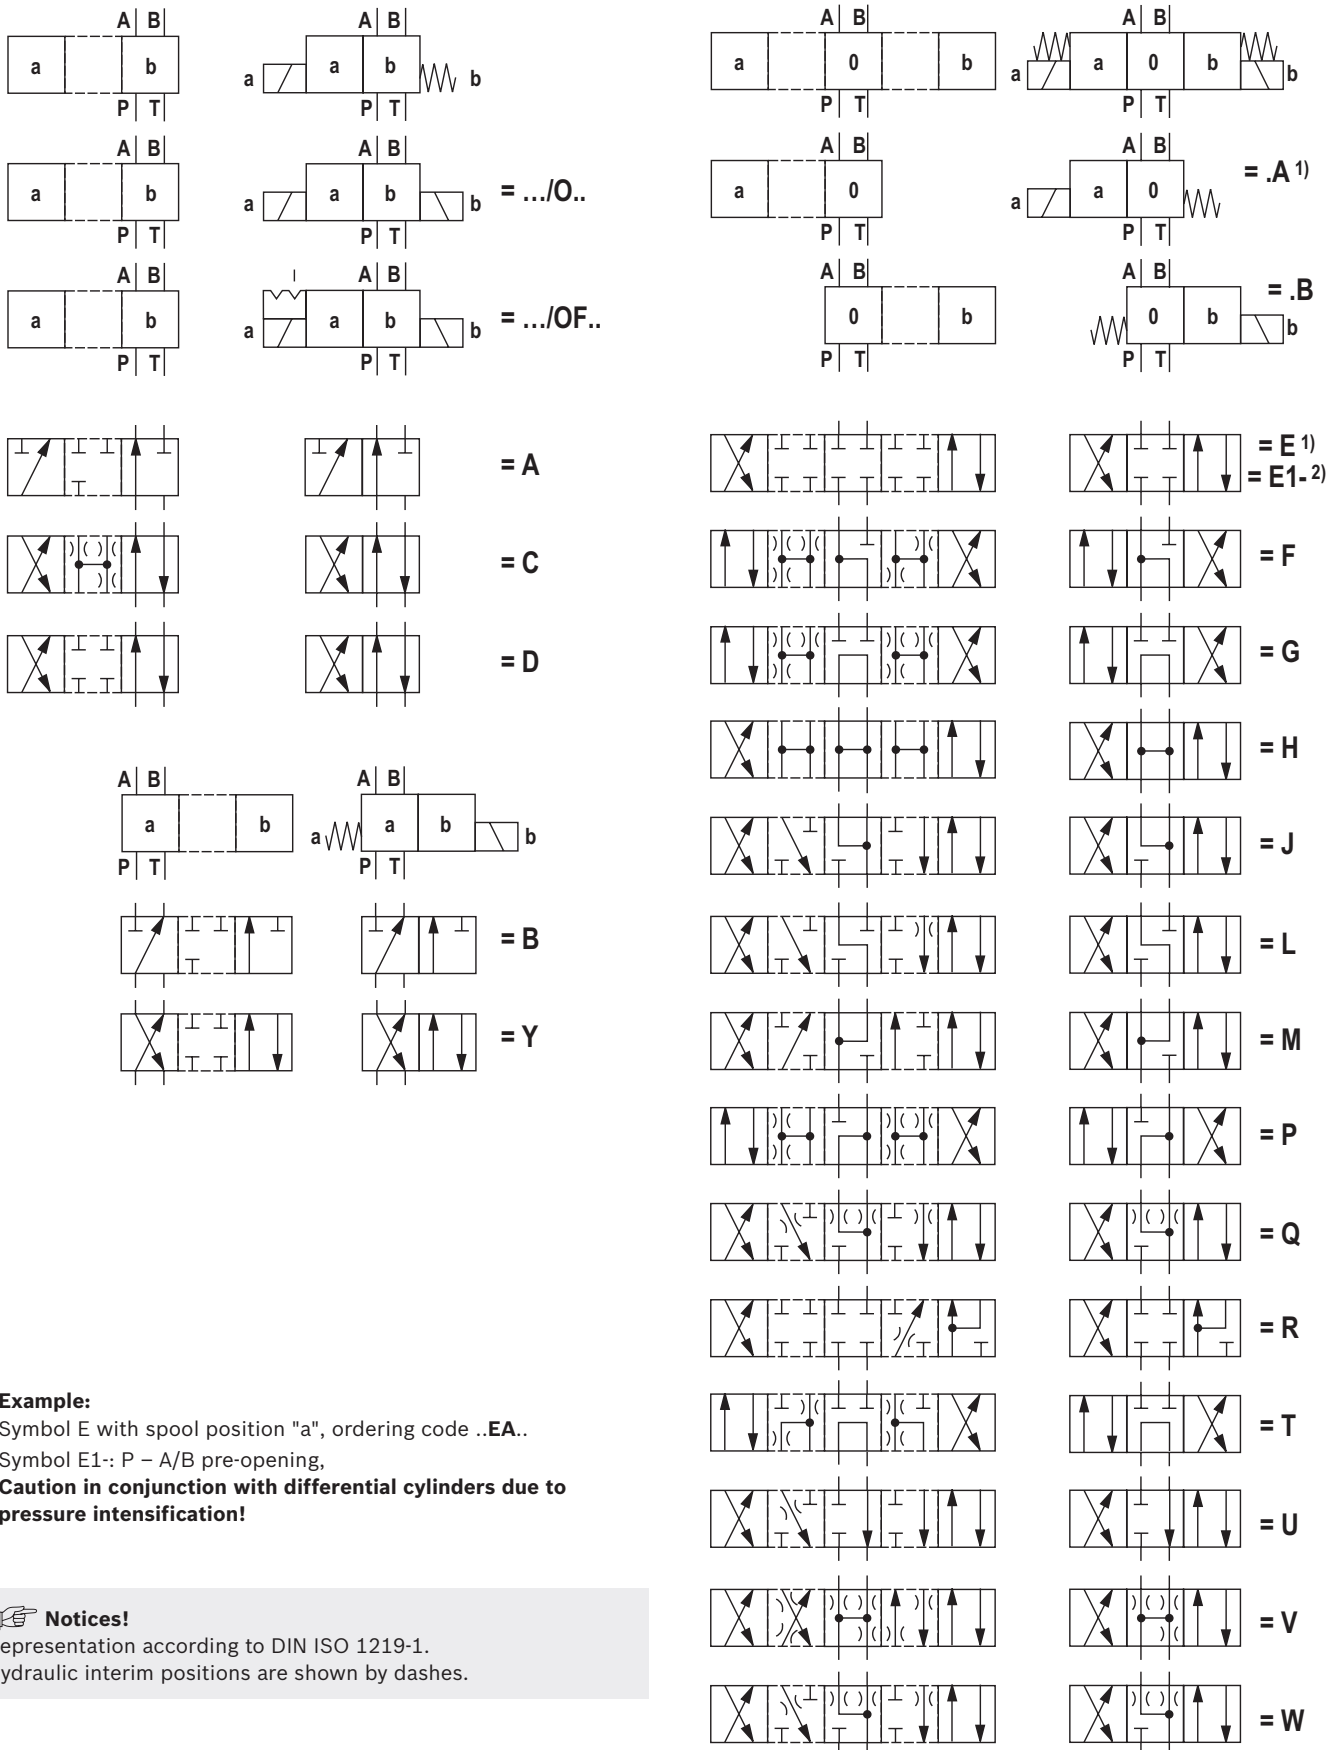 A B
a b
P T
A B
a a b b
P T
A B
a b
P T
A B
a a b b = .../O..
P T
A B
a b
P T
A B
a a b b = .../OF..
P T
= A
= C
= D
A B
a b
P T
A B
a a b b
P T
= B
= Y
Example:
Symbol E with spool position "a", ordering code ..EA..
Symbol E1-: P – A/B pre-opening,
Caution in conjunction with differential cylinders due to
pressure intensification!
Notices!
epresentation according to DIN ISO 1219-1.
ydraulic interim positions are shown by dashes.
A B
a 0 b
P T
A B
a a 0 b b
P T
A B
a 0
P T
A B
a a 0 = .A 1)
P T
A B
0 b
P T
A B
0 b b = .B
P T
= E 1)
= E1- 2)
= F
= G
= H
= J
= L
= M
= P
= Q
= R
= T
= U
= V
= W